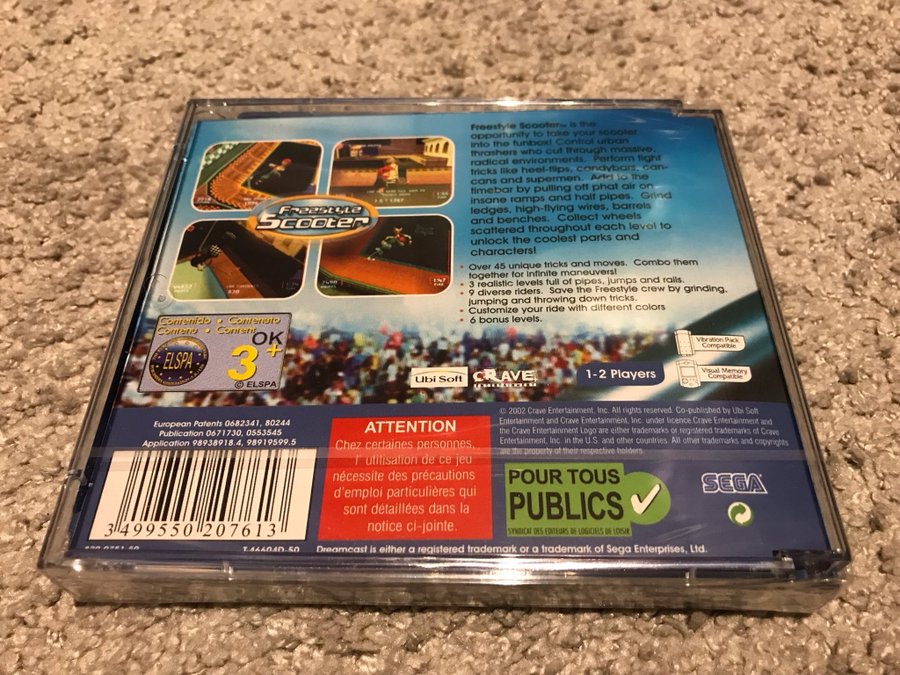 Freestyle Scooter™ is the
opportunity to take your scooter
into the funbox! Control urban
thrashers who cut through massive,
radical environments. Perform tight
tricks like heel-flips, candybars, can-
cans and supermen. Add to the
timebar by pulling off phat air on
insane ramps and half pipes. Grind
ledges, high-flying wires, barrels
and benches. Collect wheels
scattered throughout each level to
unlock the coolest parks and
characters!
Freestyle
Scooter
• Over 45 unique tricks and moves. Combo them
together for infinite maneuvers!
• 3 realistic levels full of pipes, jumps and rails.
• 9 diverse riders. Save the Freestyle crew by grinding,
jumping and throwing down tricks.
• Customize your ride with different colors
• 6 bonus levels.
Contenido • Contenuto
Contenu • Content
ELSPA
OK
3+
© ELSPA
Ubi Soft
CRAVE
ENTERTAINMENT
1-2 Players
Vibration Pack
Compatible
Visual Memory
Compatible
European Patents 0682341, 80244
Publication 0671730, 0553545
Application 98938918.4, 98919599.5
3 499550 207613
ATTENTION
Chez certaines personnes,
l' utilisation de ce jeu
nécessite des précautions
d'emploi particulières qui
sont détaillées dans la
notice ci-jointe.
© 2002 Crave Entertainment, Inc. All rights reserved. Co-published by Ubi Soft
Entertainment and Crave Entertainment, Inc. under licence Crave Entertainment and
the Crave Entertainment Logo are either trademarks or registered trademarks of Crave
Entertainment, Inc. in the U.S. and other countries. All other trademarks and copyrights
are the property of their respective holders.
POUR TOUS
PUBLICS
SYNDICAT DES EDITEURS DE LOGICIELS DE LOISIR
SEGA
T-46604D-50
Dreamcast is either a registered trademark or a trademark of Sega Enterprises, Ltd.